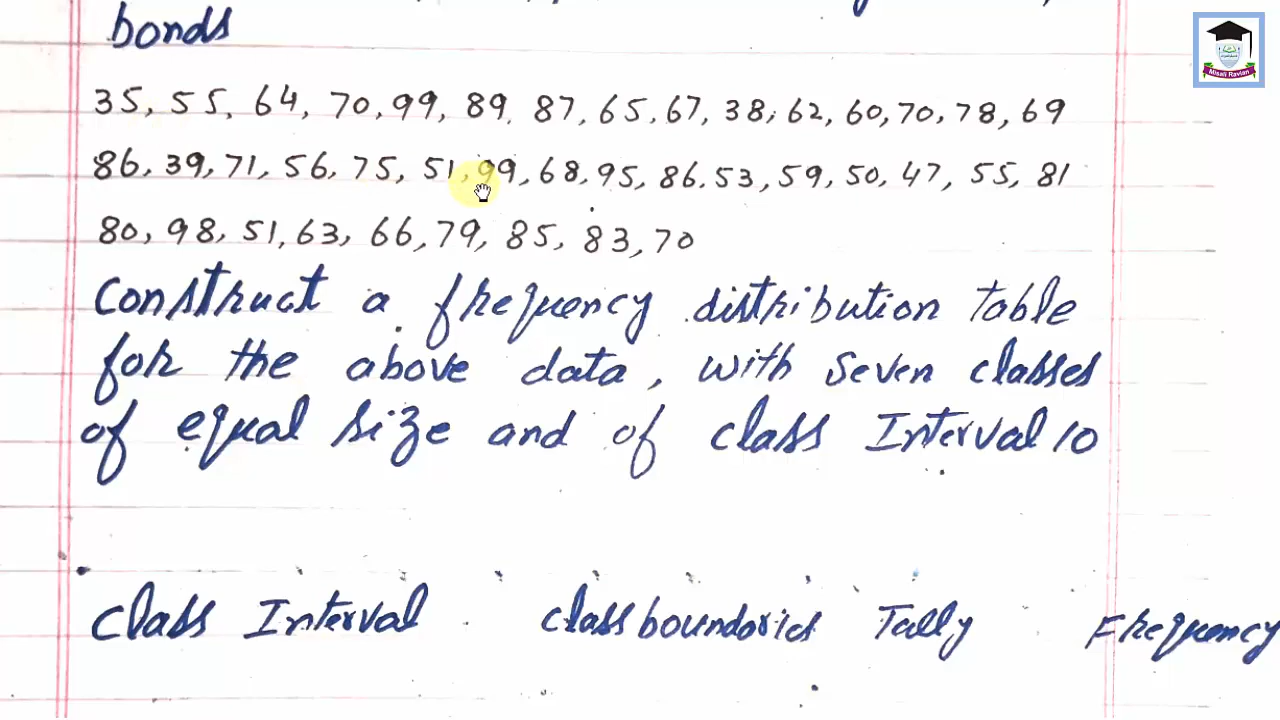 bonds
35, 55, 64, 70, 99, 89, 87, 65, 67, 38, 62, 60, 70, 78, 69
86, 39, 71, 56, 75, 51, 99, 68, 95, 86. 53, 59, 50, 47, 55, 81
80, 98, 51, 63, 66, 79, 85, 83, 70
Construct a frequency distribution table
for the above data, with seven classes
of equal size and of class Interval 10
Class Interval class boundories Tally Frequency
Misali Ravian